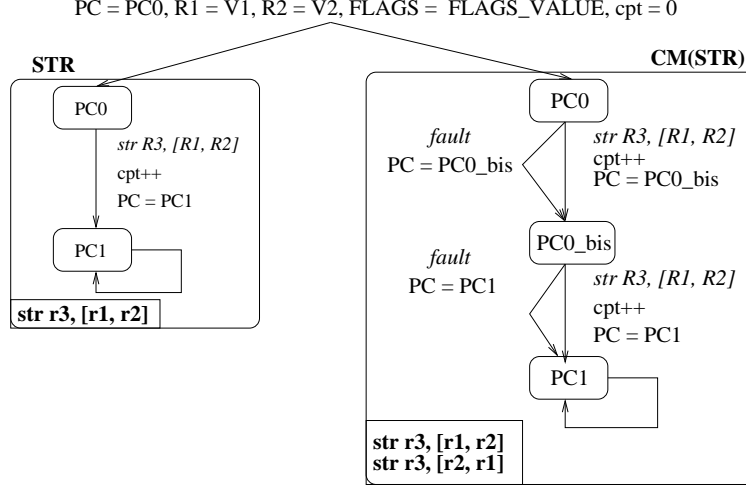 PC = PC0, R1 = V1, R2 = V2, FLAGS = FLAGS_VALUE, cpt = 0
STR
PC0
str R3, [R1, R2]
cpt++
PC = PC1
PC1
str r3, [r1, r2]
CM(STR)
PC0
fault
PC = PC0_bis
str R3, [R1, R2]
cpt++
PC = PC0_bis
PC0_bis
fault
PC = PC1
str R3, [R1, R2]
cpt++
PC = PC1
PC1
str r3, [r1, r2]
str r3, [r2, r1]